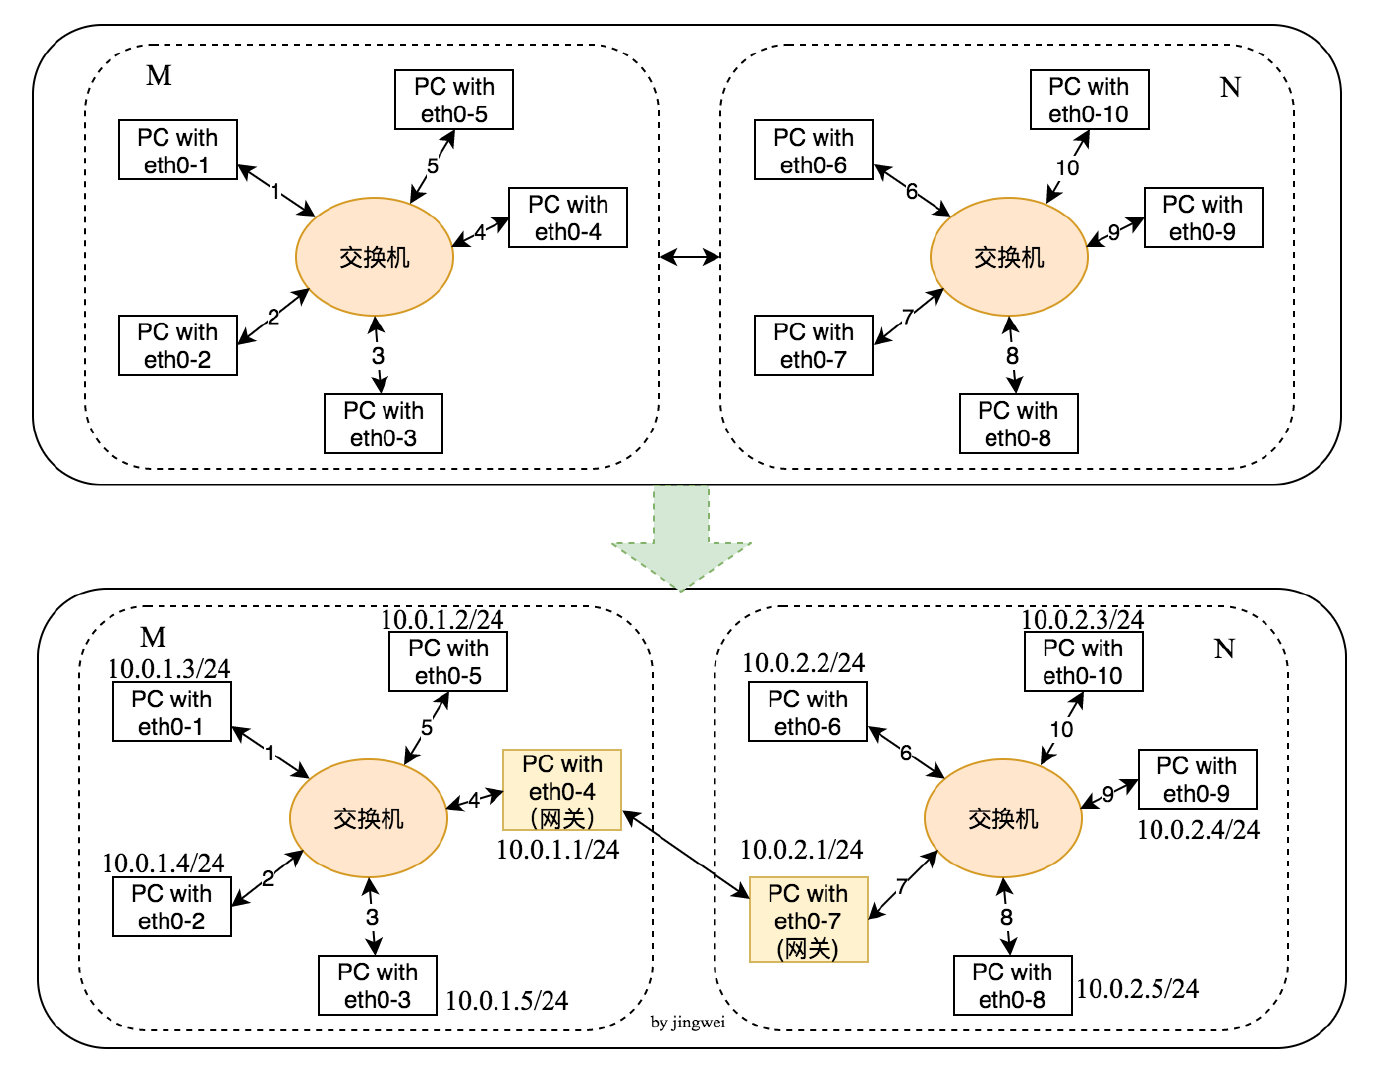 M
PC with
eth0-5
N
PC with
eth0-10
PC with
eth0-1
PC with
eth0-6
5
10
1
6
PC with
eth0-4
PC with
eth0-9
4
9
交换机
交换机
2
7
PC with
eth0-2
PC with
eth0-7
3
8
PC with
eth0-3
PC with
eth0-8
10.0.1.2/24
10.0.2.3/24
M
PC with
eth0-5
N
PC with
eth0-10
10.0.1.3/24
10.0.2.2/24
PC with
eth0-1
PC with
eth0-6
5
10
1
6
PC with
eth0-4
(网关)
10.0.1.1/24
PC with
eth0-9
10.0.2.4/24
4
9
交换机
交换机
10.0.2.1/24
10.0.1.4/24
2
7
PC with
eth0-2
PC with
eth0-7
(网关)
3
8
PC with
eth0-3
10.0.1.5/24
PC with
eth0-8
10.0.2.5/24
by jingwei